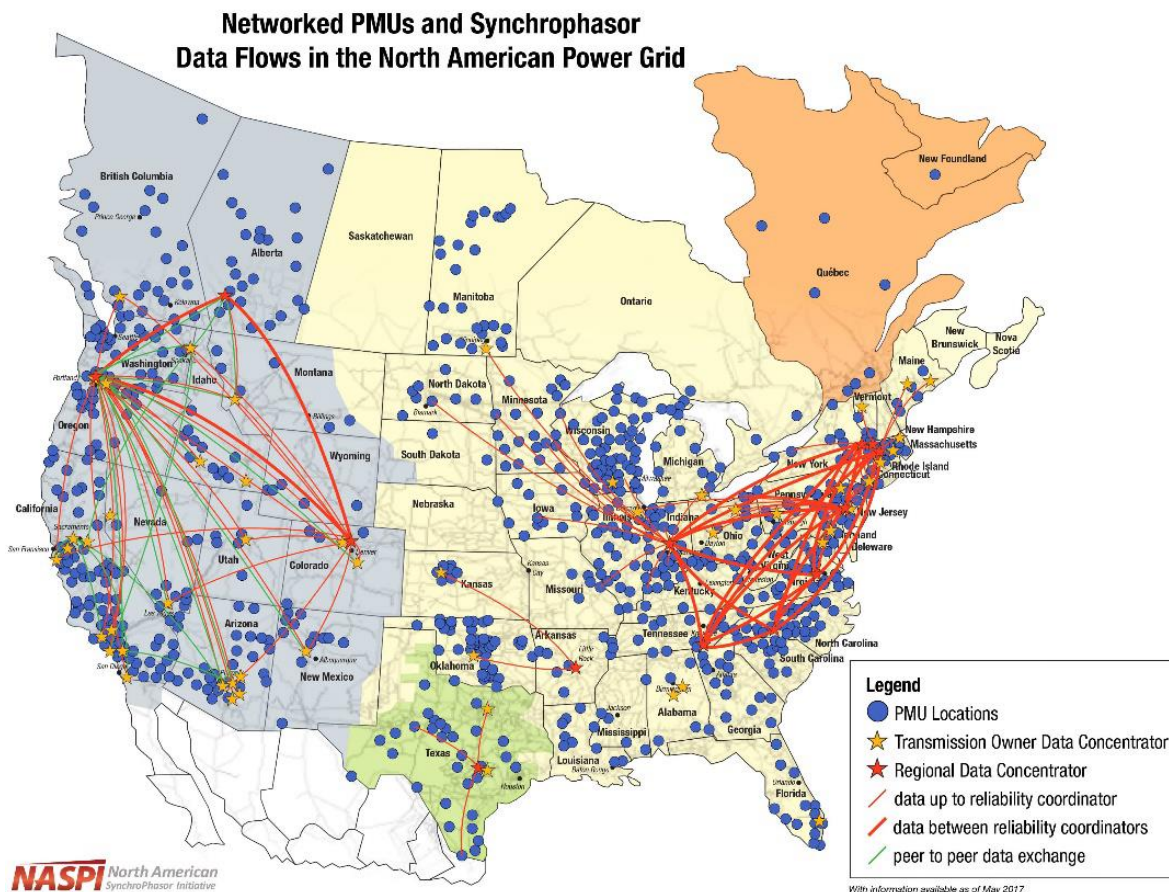 Networked PMUs and Synchrophasor
Data Flows in the North American Power Grid
New Foundland
British Columbia
Prince George
Saskatchewan
Alberta
Québec
Manitoba
Ontario
Kelowna
New
Brunswick
Nova
Scotia
Seattle
Maine
Washington
Portland
Idaho
Montana
North Dakota
Minnesota
Vermont
Bismark
Billings
Oregon
Wisconsin
New Hampshire
Massachusetts
Wyoming
South Dakota
Michigan
New York
Rhode Island
Connecticut
Milwaukee
Nebraska
Iowa
California
Nevada
Illinois
Indiana
New Jersey
Sacramento
San Francisco
Ohio
Deleware
Denver
Dayton
Utah
Colorado
Kansas
City
West
Kansas
Missouri
Kentucky
Lexington
Arizona
Tennessee
North Carolina
Arkansas
Little
Rock
South Carolina
Oklahoma
Albuquerque
San Diego
New Mexico
Birmingham
Alabama
Jackson
Mississippi
Georgia
Texas
Louisiana
Baton Rouge
Houston
Orlando
Florida
Legend
PMU Locations
Transmission Owner Data Concentrator
Regional Data Concentrator
data up to reliability coordinator
data between reliability coordinators
peer to peer data exchange
NASPI North American
SynchroPhasor Initiative
With information available as of May 2017